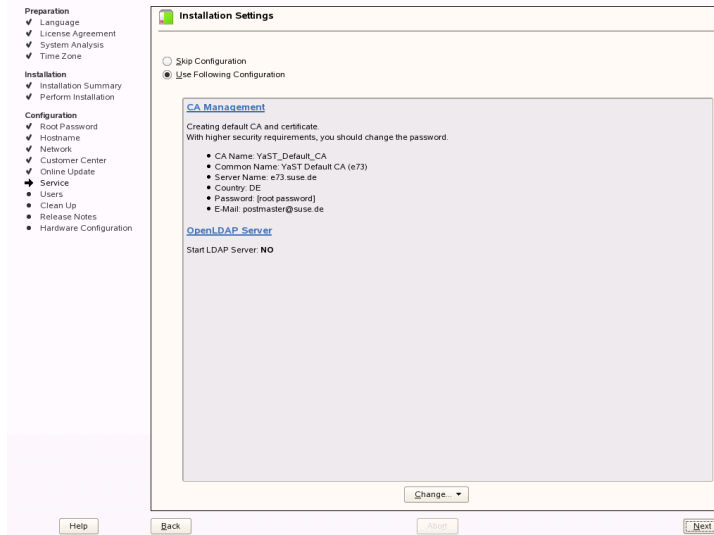 Preparation
Language
License Agreement
System Analysis
Time Zone
Installation
Installation Summary
Perform Installation
Configuration
Root Password
Hostname
Network
Customer Center
Online Update
Service
Users
Clean Up
Release Notes
Hardware Configuration
Installation Settings
Skip Configuration
Use Following Configuration
CA Management
Creating default CA and certificate.
With higher security requirements, you should change the password.
CA Name: YaST_Default_CA
Common Name: YaST Default CA (e73)
Server Name: e73.suse.de
Country: DE
Password: [root password]
E-Mail: postmaster@suse.de
OpenLDAP Server
Start LDAP Server: NO
Change...
Help
Back
Abort
Next